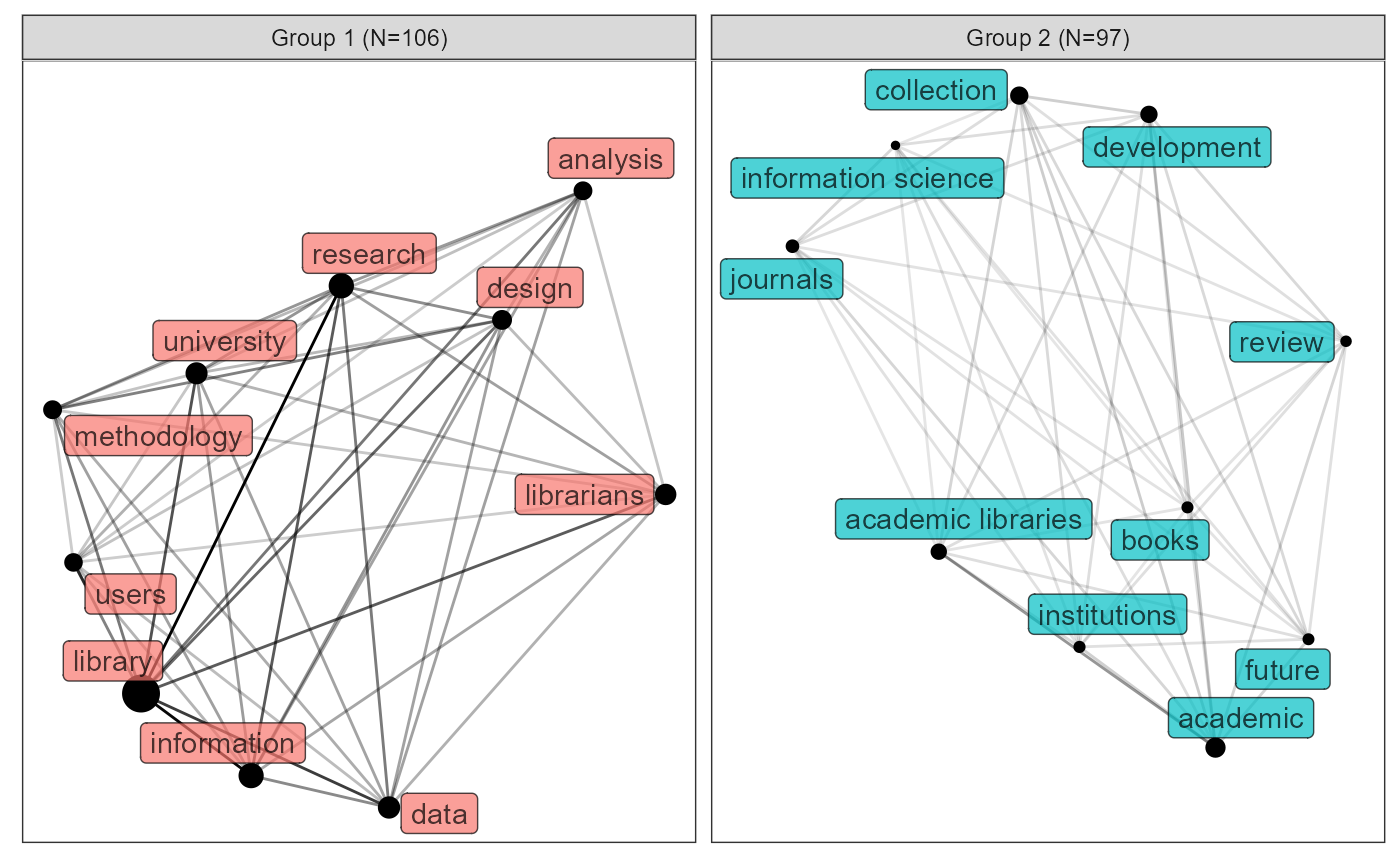 Group 1 (N=106)
analysis
research
design
university
methodology
librarians
users
library
information
data
Group 2 (N=97)
collection
development
information science
journals
review
academic libraries
books
institutions
future
academic